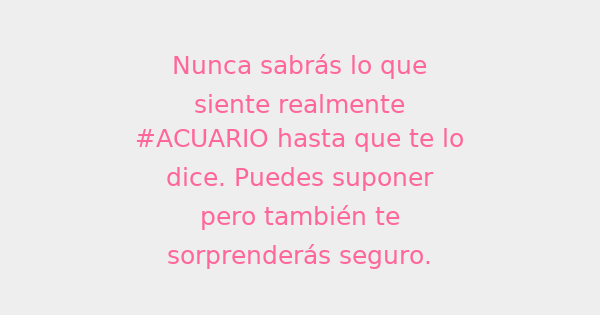 Nunca sabrás lo que
siente realmente
#ACUARIO hasta que te lo
dice. Puedes suponer
pero también te
sorprenderás seguro.